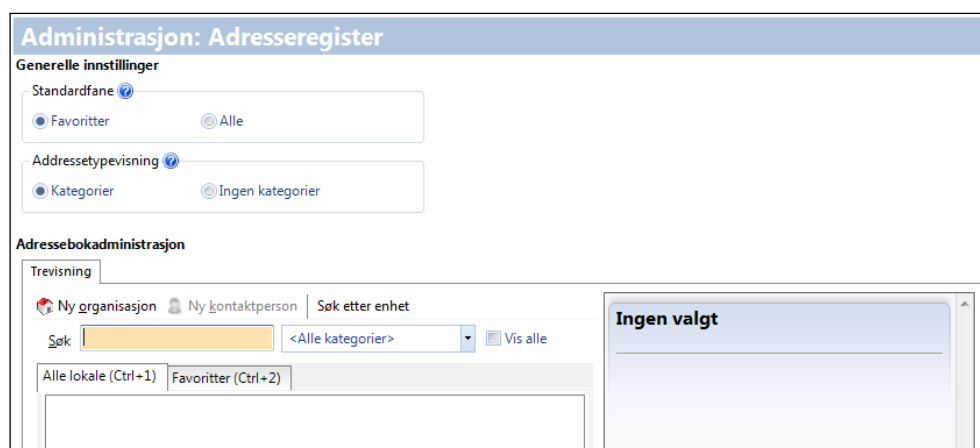 Administrasjon: Adresseregister
Generelle innstillinger
Standardfane
Favoritter Alle
Addressetypevisning
Kategorier Ingen kategorier
Adressebokadministrasjon
Trevisning
Ny organisasjon Ny kontaktperson Søk etter enhet
Søk <Alle kategorier> Vis alle
Ingen valgt
Alle lokale (Ctrl+1) Favoritter (Ctrl+2)